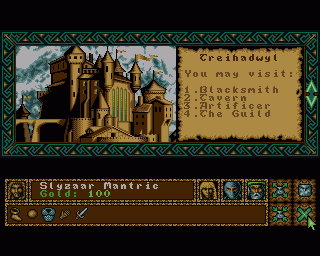 Treihadwyl
You may visit:
1.Blacksmith
2.Tavern
3.Artificer
4.The Guild
Slyzaar Mantric
Gold: 100